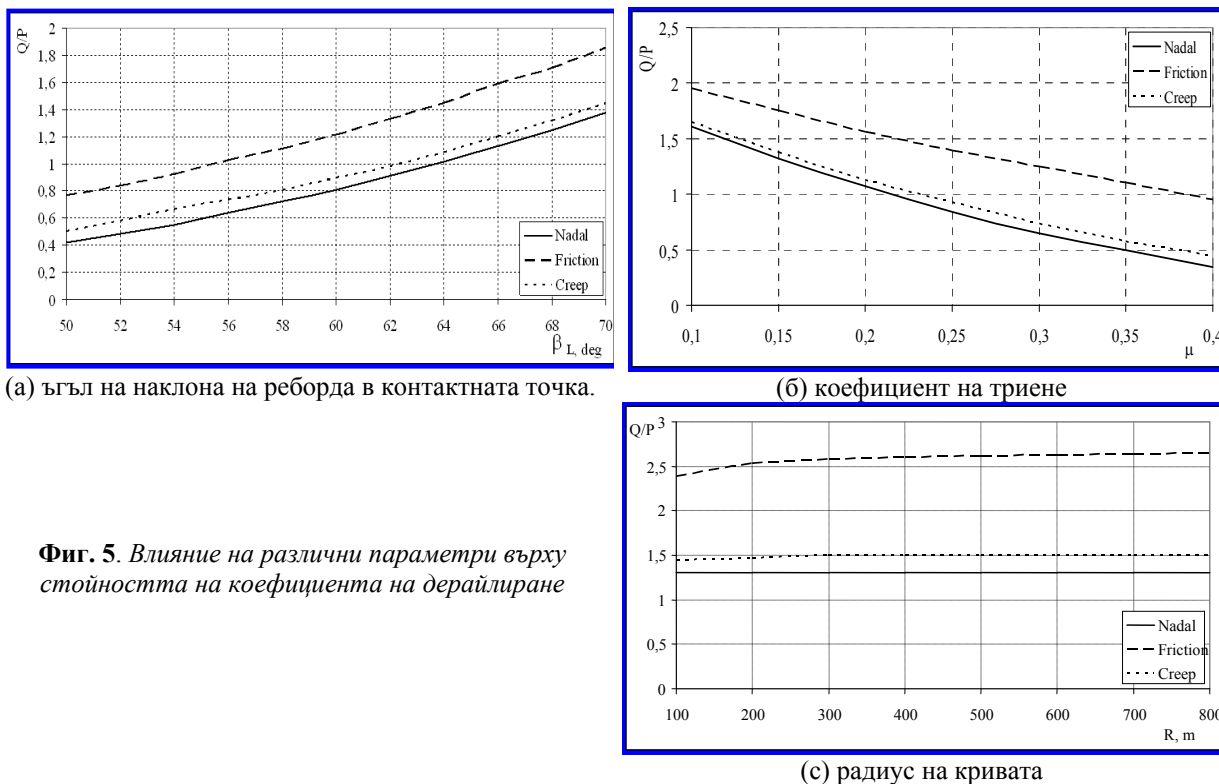 Q/P
2
1,8
1,6
1,4
1,2
1
0,8
0,6
0,4
0,2
0
50 52 54 56 58 60 62 64 66 68 70
β L, deg
Nadal
Friction
Creep
(а) ъгъл на наклона на реборда в контактната точка.
Q/P
2,5
2
1,5
1
0,5
0
0,1 0,15 0,2 0,25 0,3 0,35 0,4
μ
Nadal
Friction
Creep
(б) коефициент на триене
Фиг. 5. Влияние на различни параметри върху
стойността на коефициента на дерайлиране
Q/P
3
2,5
2
1,5
1
0,5
0
100 200 300 400 500 600 700 800
R, m
Nadal
Friction
Creep
(с) радиус на кривата